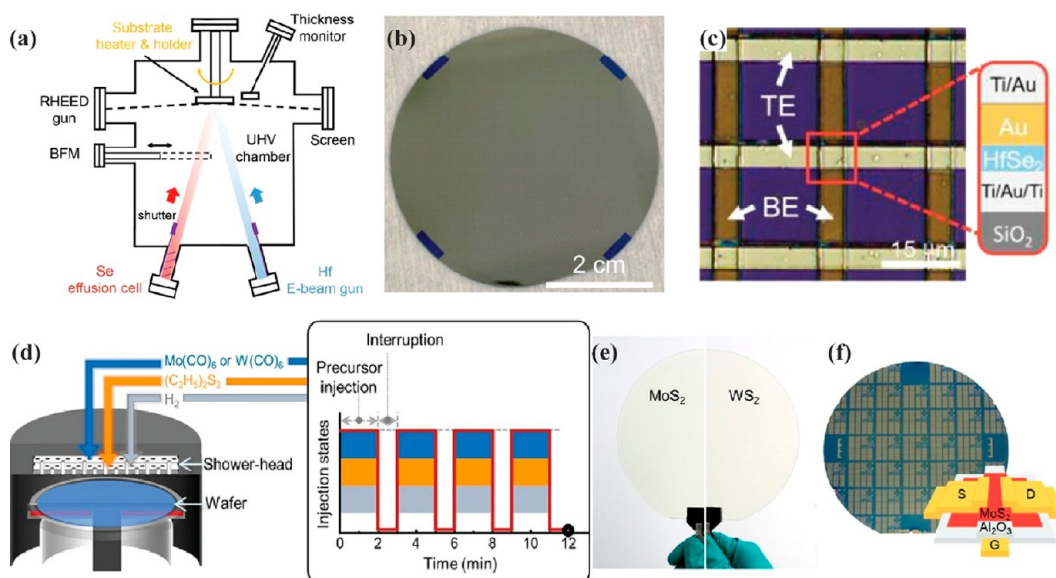 (a)
Substrate
heater & holder
Thickness
monitor
RHEED
gun
BFM
UHV
chamber
Screen
shutter
Se
effusion cell
Hf
E-beam gun
(b)
2 cm
(c)
TE
BE
15 μm
Ti/Au
Au
HfSe2
Ti/Au/Ti
SiO2
(d)
Mo(CO)6 or W(CO)6
(C2H5)2S2
H2
Shower-head
Wafer
Interruption
Precursor
injection
Injection states
0 2 4 6 8 10 12
Time (min)
(e)
MoS2
WS2
(f)
S
D
MoS2
Al2O3
G